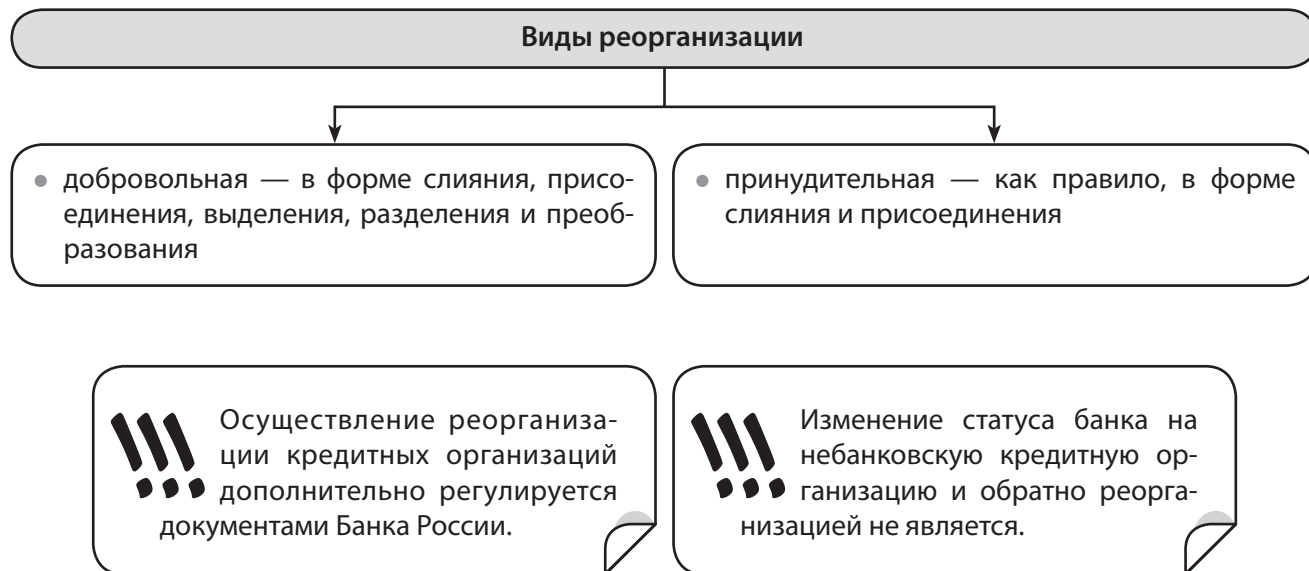 Виды реорганизации
• добровольная — в форме слияния, присо-
единения, выделения, разделения и преоб-
разования
• принудительная — как правило, в форме
слияния и присоединения
!!! Осуществление реорганиза-
ции кредитных организаций
дополнительно регулируется
документами Банка России.
!!! Изменение статуса банка на
небанковскую кредитную ор-
ганизацию и обратно реорга-
низацией не является.